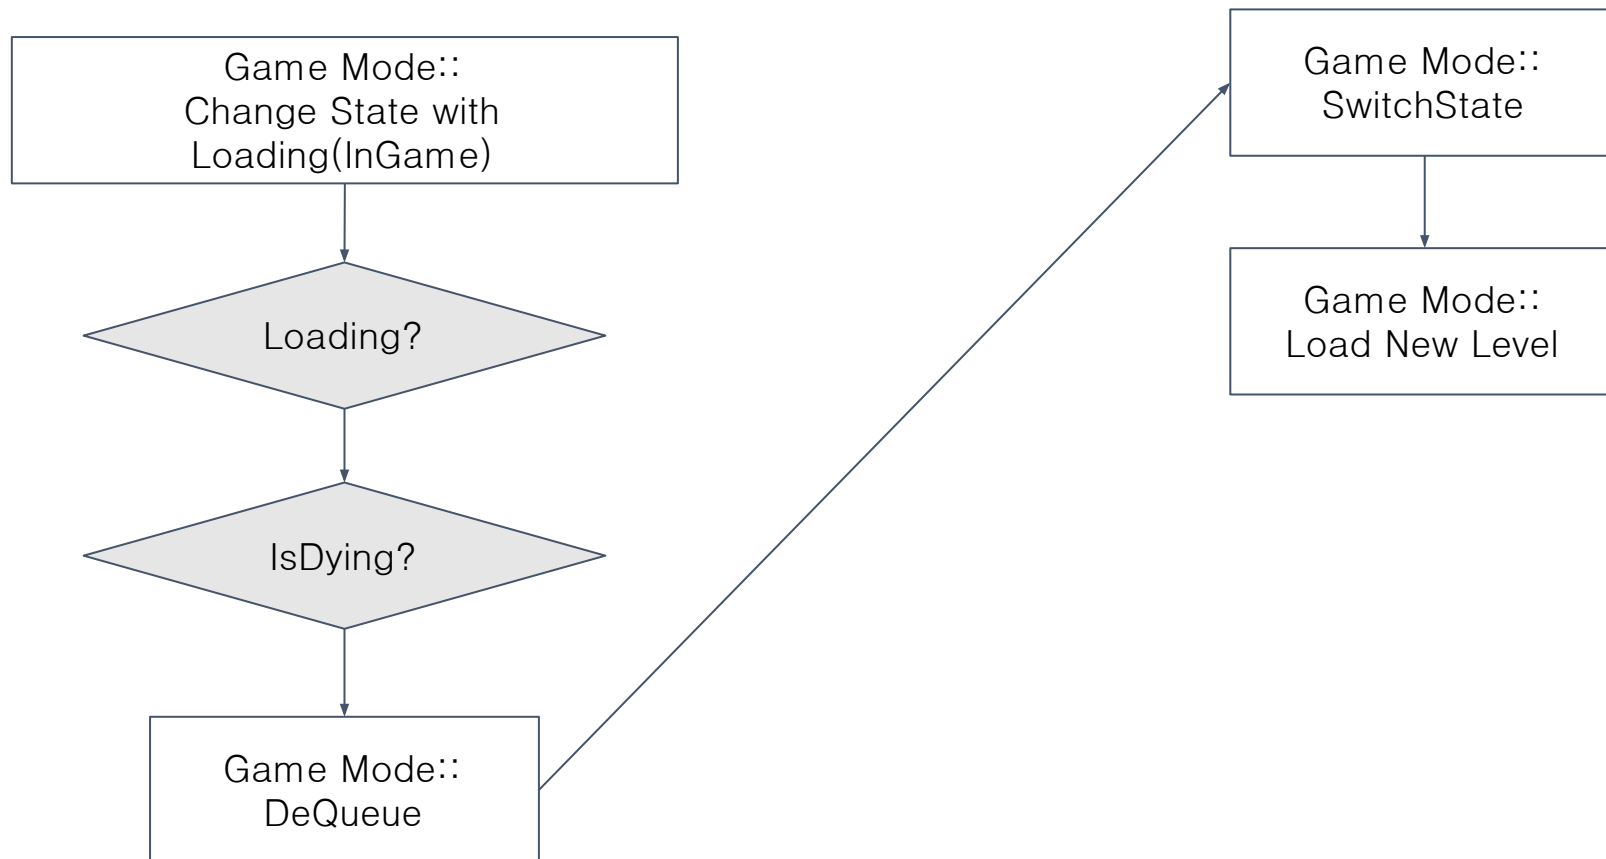 Game Mode::
Change State with
Loading(InGame)
Loading?
IsDying?
Game Mode::
DeQueue
Game Mode::
SwitchState
Game Mode::
Load New Level